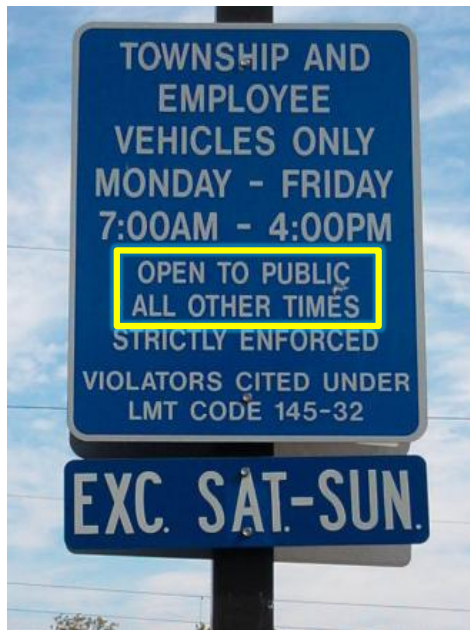 TOWNSHIP AND
EMPLOYEE
VEHICLES ONLY
MONDAY - FRIDAY
7:00AM - 4:00PM
OPEN TO PUBLIC
ALL OTHER TIMES
STRICTLY ENFORCED
VIOLATORS CITED UNDER
LMT CODE 145-32
EXC. SAT.-SUN.